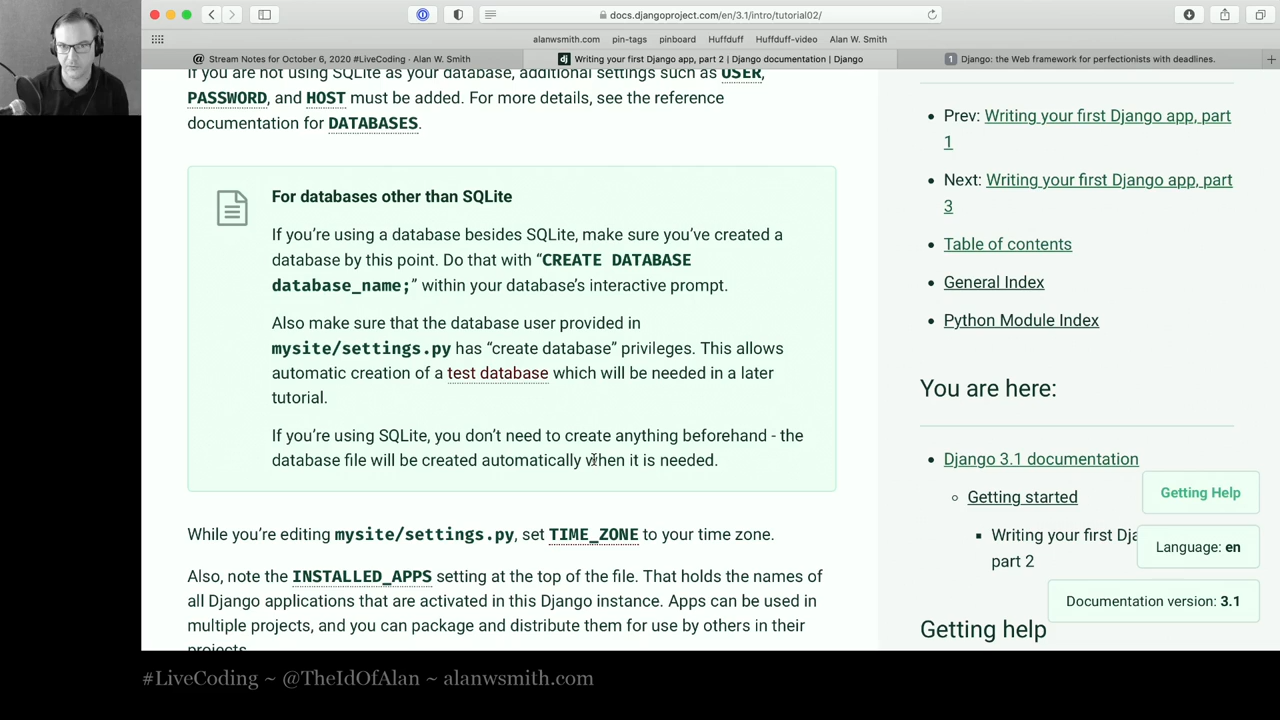 docs.djangoproject.com/en/3.1/intro/tutorial02/
alanwsmith.com pin-tags pinboard Huffduff Huffduff-video Alan W. Smith
Stream Notes for October 6, 2020 #LiveCoding - Alan W. Smith
Writing your first Django app, part 2 | Django documentation | Django
Django: the Web framework for perfectionists with deadlines.
If you are not using SQLite as your database, additional settings such as USER,
PASSWORD, and HOST must be added. For more details, see the reference
documentation for DATABASES.
For databases other than SQLite
If you’re using a database besides SQLite, make sure you’ve created a
database by this point. Do that with “CREATE DATABASE
database_name;” within your database’s interactive prompt.
Also make sure that the database user provided in
mysite/settings.py has “create database” privileges. This allows
automatic creation of a test database which will be needed in a later
tutorial.
If you’re using SQLite, you don’t need to create anything beforehand - the
database file will be created automatically when it is needed.
While you’re editing mysite/settings.py, set TIME_ZONE to your time zone.
Also, note the INSTALLED_APPS setting at the top of the file. That holds the names of
all Django applications that are activated in this Django instance. Apps can be used in
multiple projects, and you can package and distribute them for use by others in their
projects.
Prev: Writing your first Django app, part
1
Next: Writing your first Django app, part
3
Table of contents
General Index
Python Module Index
You are here:
Django 3.1 documentation
Getting started
Writing your first Dja
part 2
Getting Help
Language: en
Documentation version: 3.1
Getting help
#LiveCoding ~ @TheIdOfAlan ~ alanwsmith.com